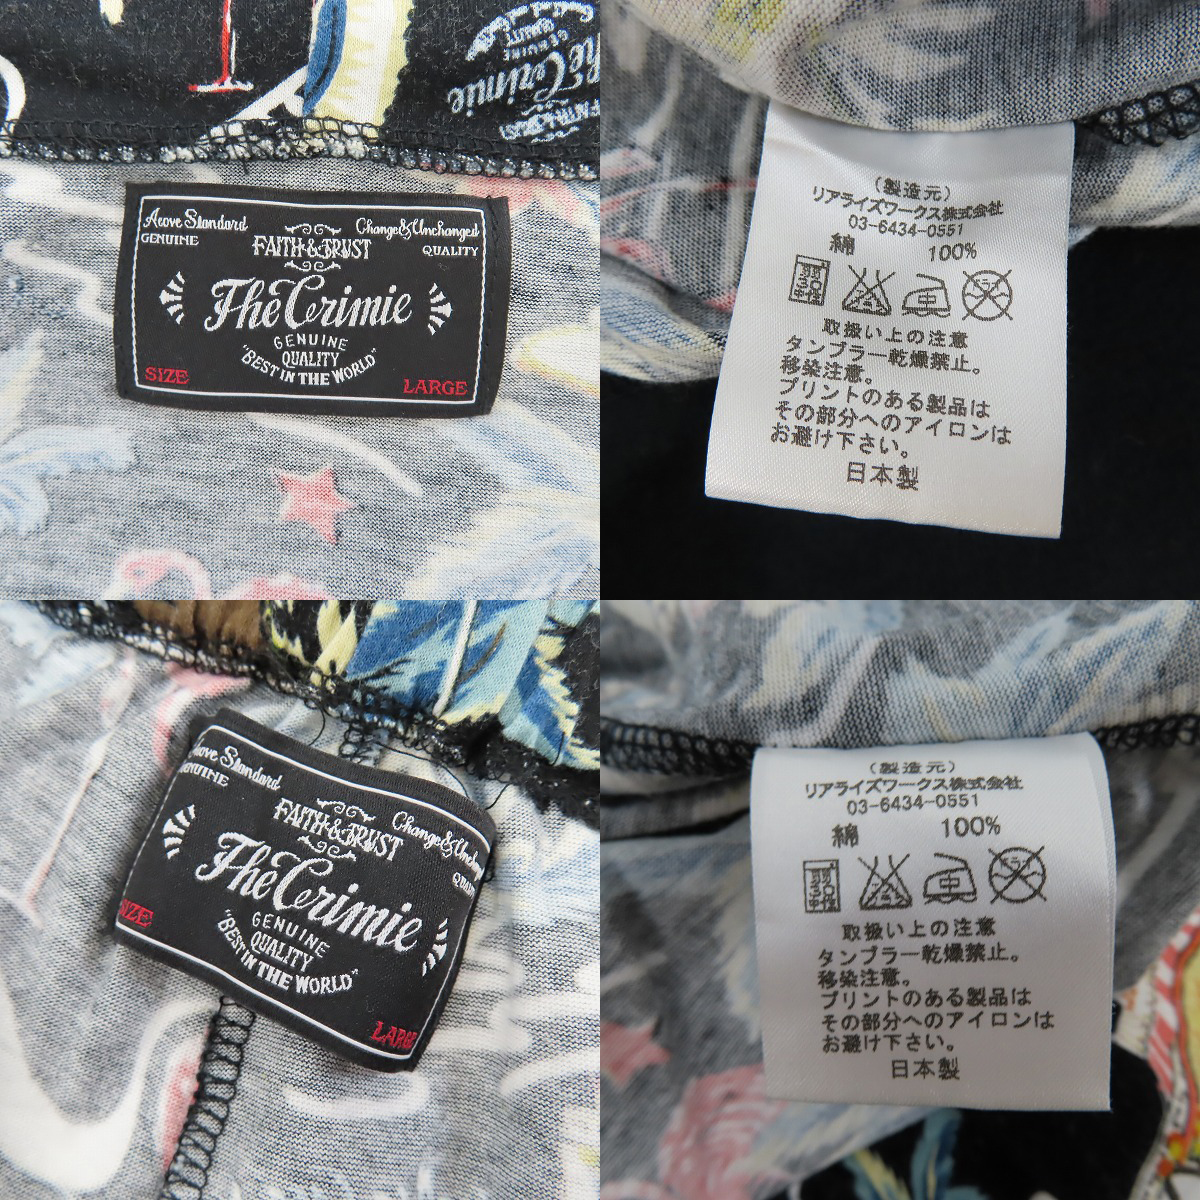 The Crimie
GENUINE
Acove Standard
GENUINE
Change&Unchanged
QUALITY
FAITH&TRUST
The Crimie
GENUINE
QUALITY
"BEST IN THE WORLD"
SIZE
LARGE
(製造元)
リアライズワークス株式会社
03-6434-0551
綿 100%
取扱い上の注意
タンブラー乾燥禁止。
移染注意。
プリントのある製品は
その部分へのアイロンは
お避け下さい。
日本製
Acove Standard
GENUINE
FAITH&TRUST
The Crimie
GENUINE
QUALITY
"BEST IN THE WORLD"
(製造元)
リアライズワークス株式会社
03-6434-0551
綿 100%
取扱い上の注意
タンブラー乾燥禁止。
移染注意。
プリントのある製品は
その部分へのアイロンは
お避け下さい。
日本製